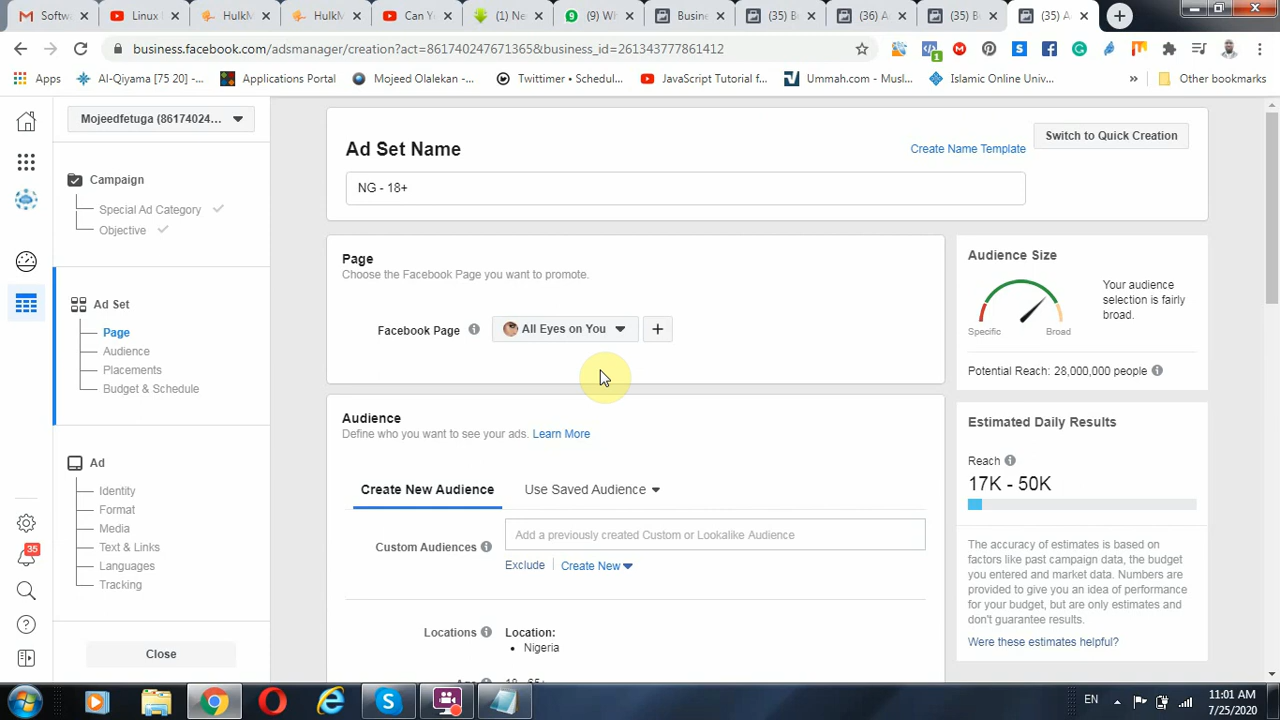 Softw...
Linux
HulkM
HulkM
Can Y
(1)
(9) Wh
Busine
(35) B
(36) A
(35) B
(35) A
business.facebook.com/adsmanager/creation?act=861740247671365&business_id=261343777861412
1
Apps
Al-Qiyama [75 20] -...
Applications Portal
Mojeed Olalekan -...
Twittimer • Schedul...
JavaScript Tutorial f...
Ummah.com - Musl...
Islamic Online Univ...
»
Other bookmarks
Mojeedfetuga (86174024...
Campaign
Special Ad Category
Objective
Ad Set
Page
Audience
Placements
Budget & Schedule
Ad
Identity
Format
Media
Text & Links
Languages
Tracking
Close
35
Ad Set Name
Create Name Template
Switch to Quick Creation
NG - 18+
Page
Choose the Facebook Page you want to promote.
Facebook Page
All Eyes on You
+
Audience
Define who you want to see your ads. Learn More
Create New Audience
Use Saved Audience
Custom Audiences
Add a previously created Custom or Lookalike Audience
Exclude
Create New
Locations
Location:
• Nigeria
Audience Size
Specific
Broad
Your audience
selection is fairly
broad.
Potential Reach: 28,000,000 people
Estimated Daily Results
Reach
17K - 50K
The accuracy of estimates is based on
factors like past campaign data, the budget
you entered and market data. Numbers are
provided to give you an idea of performance
for your budget, but are only estimates and
don't guarantee results.
Were these estimates helpful?
EN
11:01 AM
7/25/2020